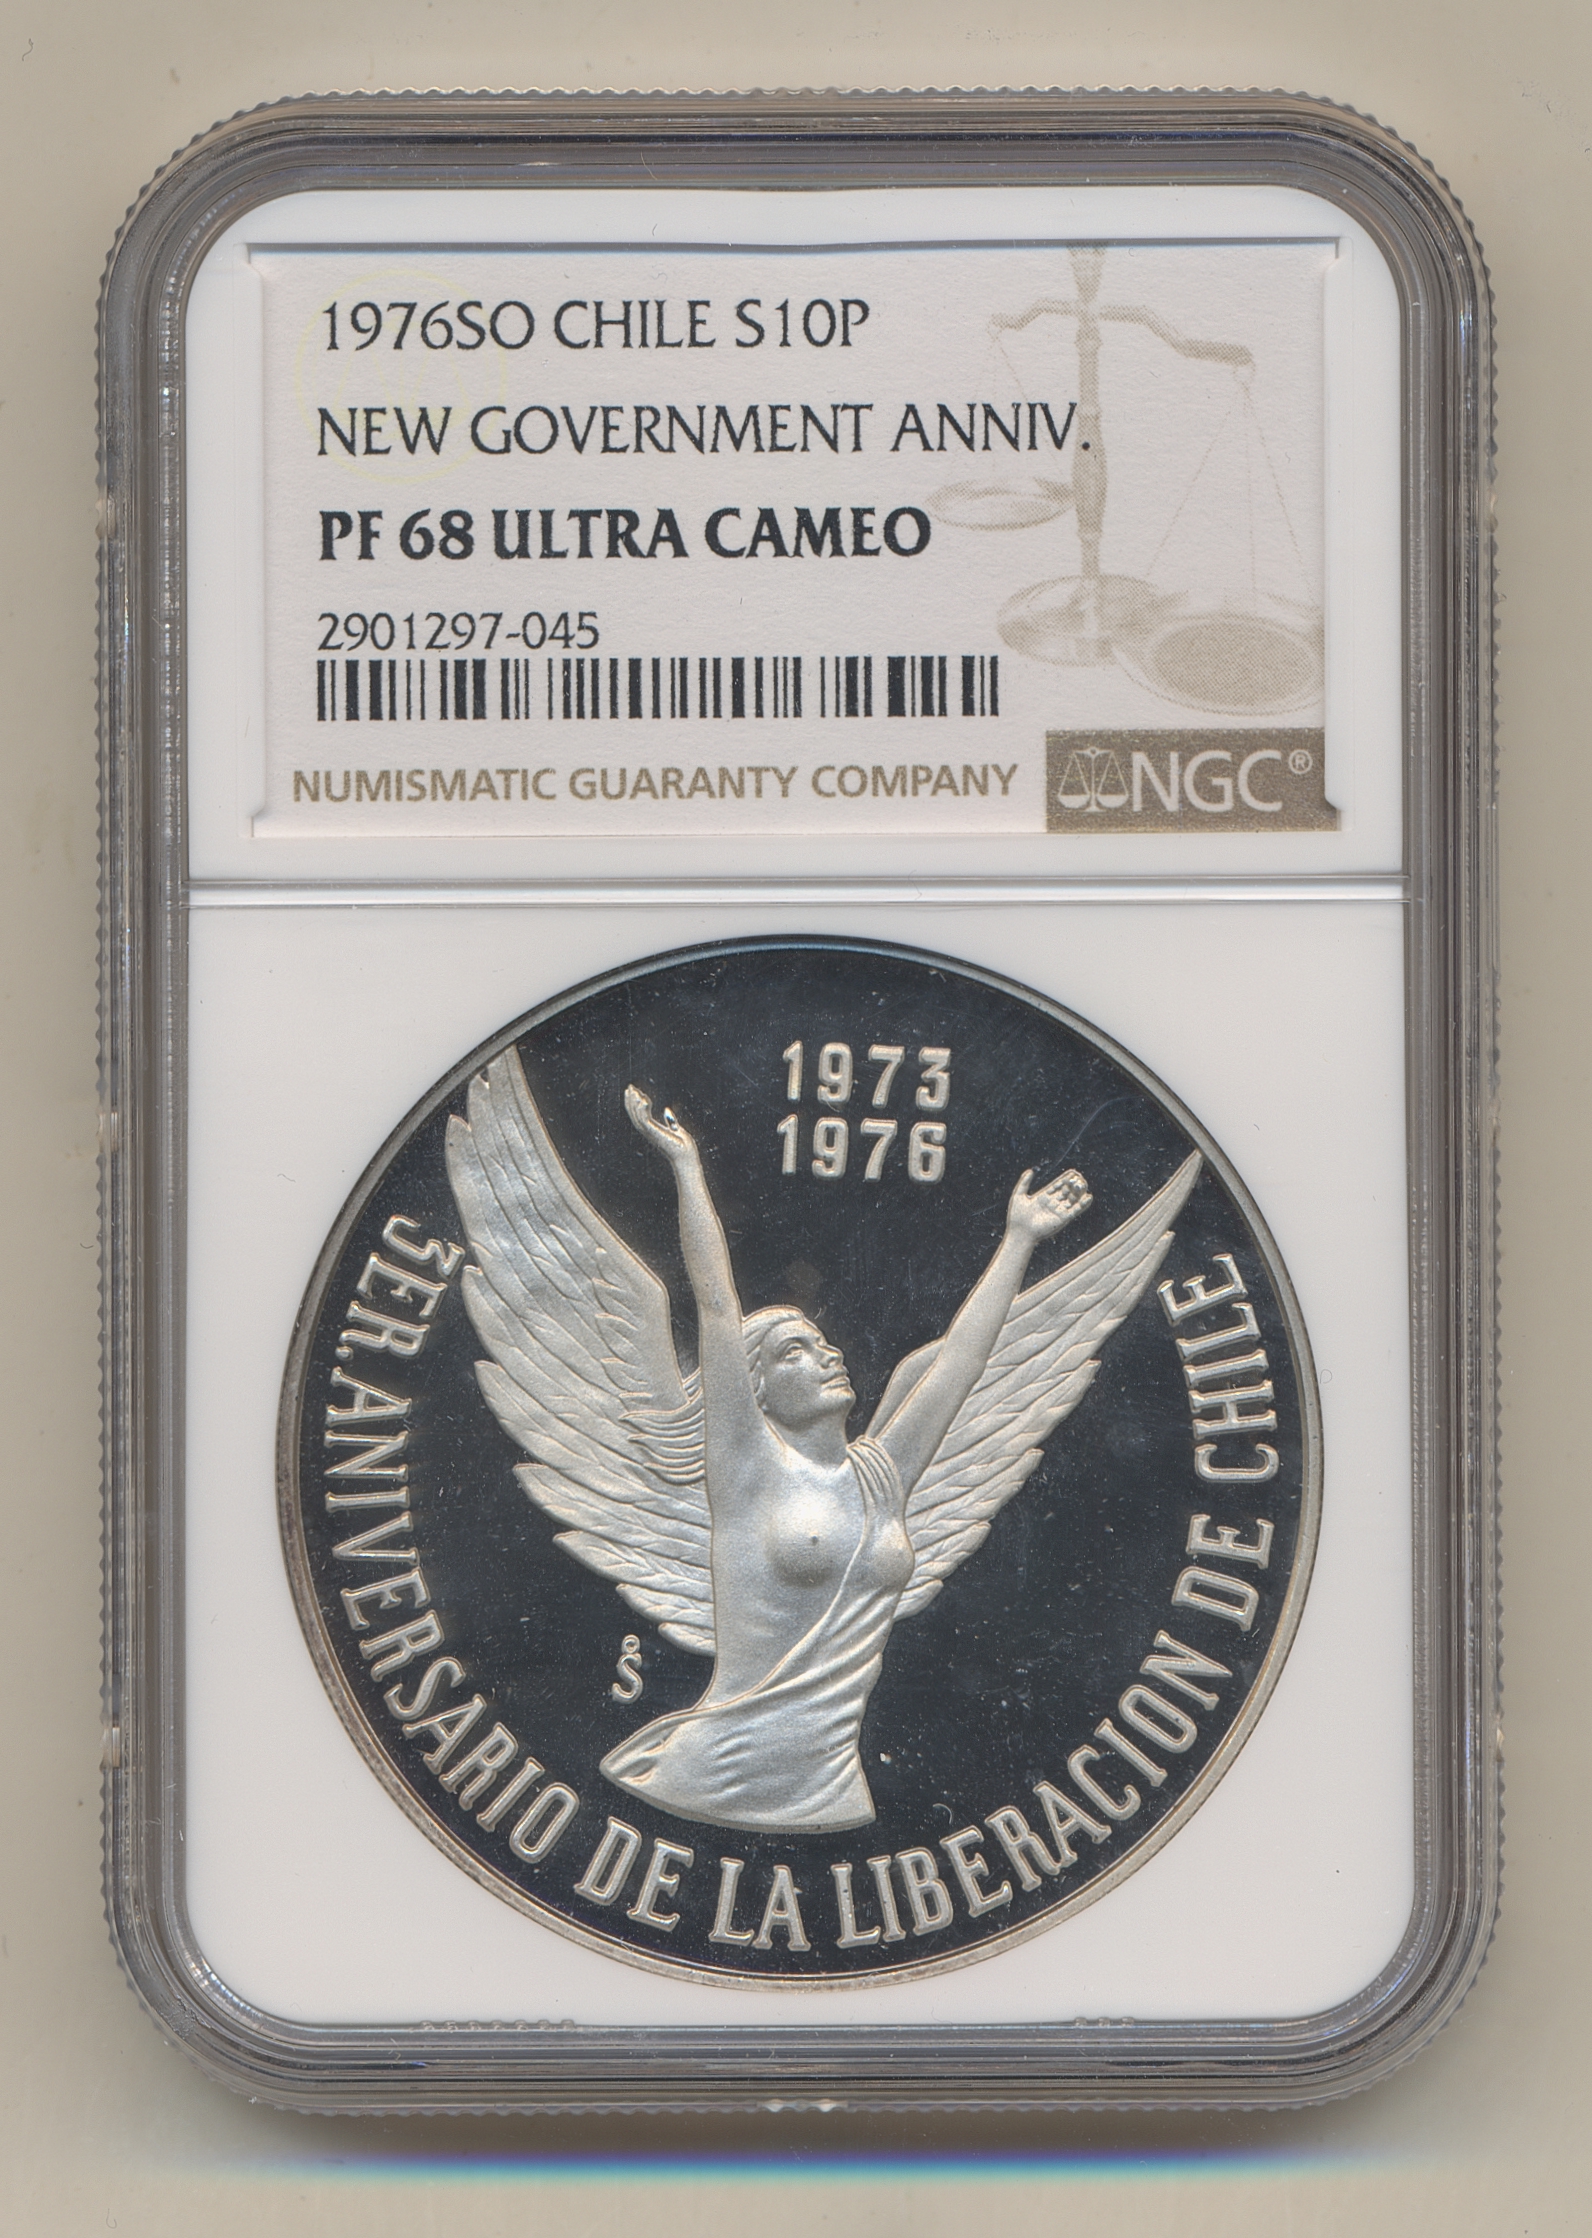 1976SO CHILE S10P
NEW GOVERNMENT ANNIV.
PF 68 ULTRA CAMEO
2901297-045
NUMISMATIC GUARANTY COMPANY
NGC®
1973
1976
3ER. ANIVERSARIO DE LA LIBERACION DE CHILE
S̊